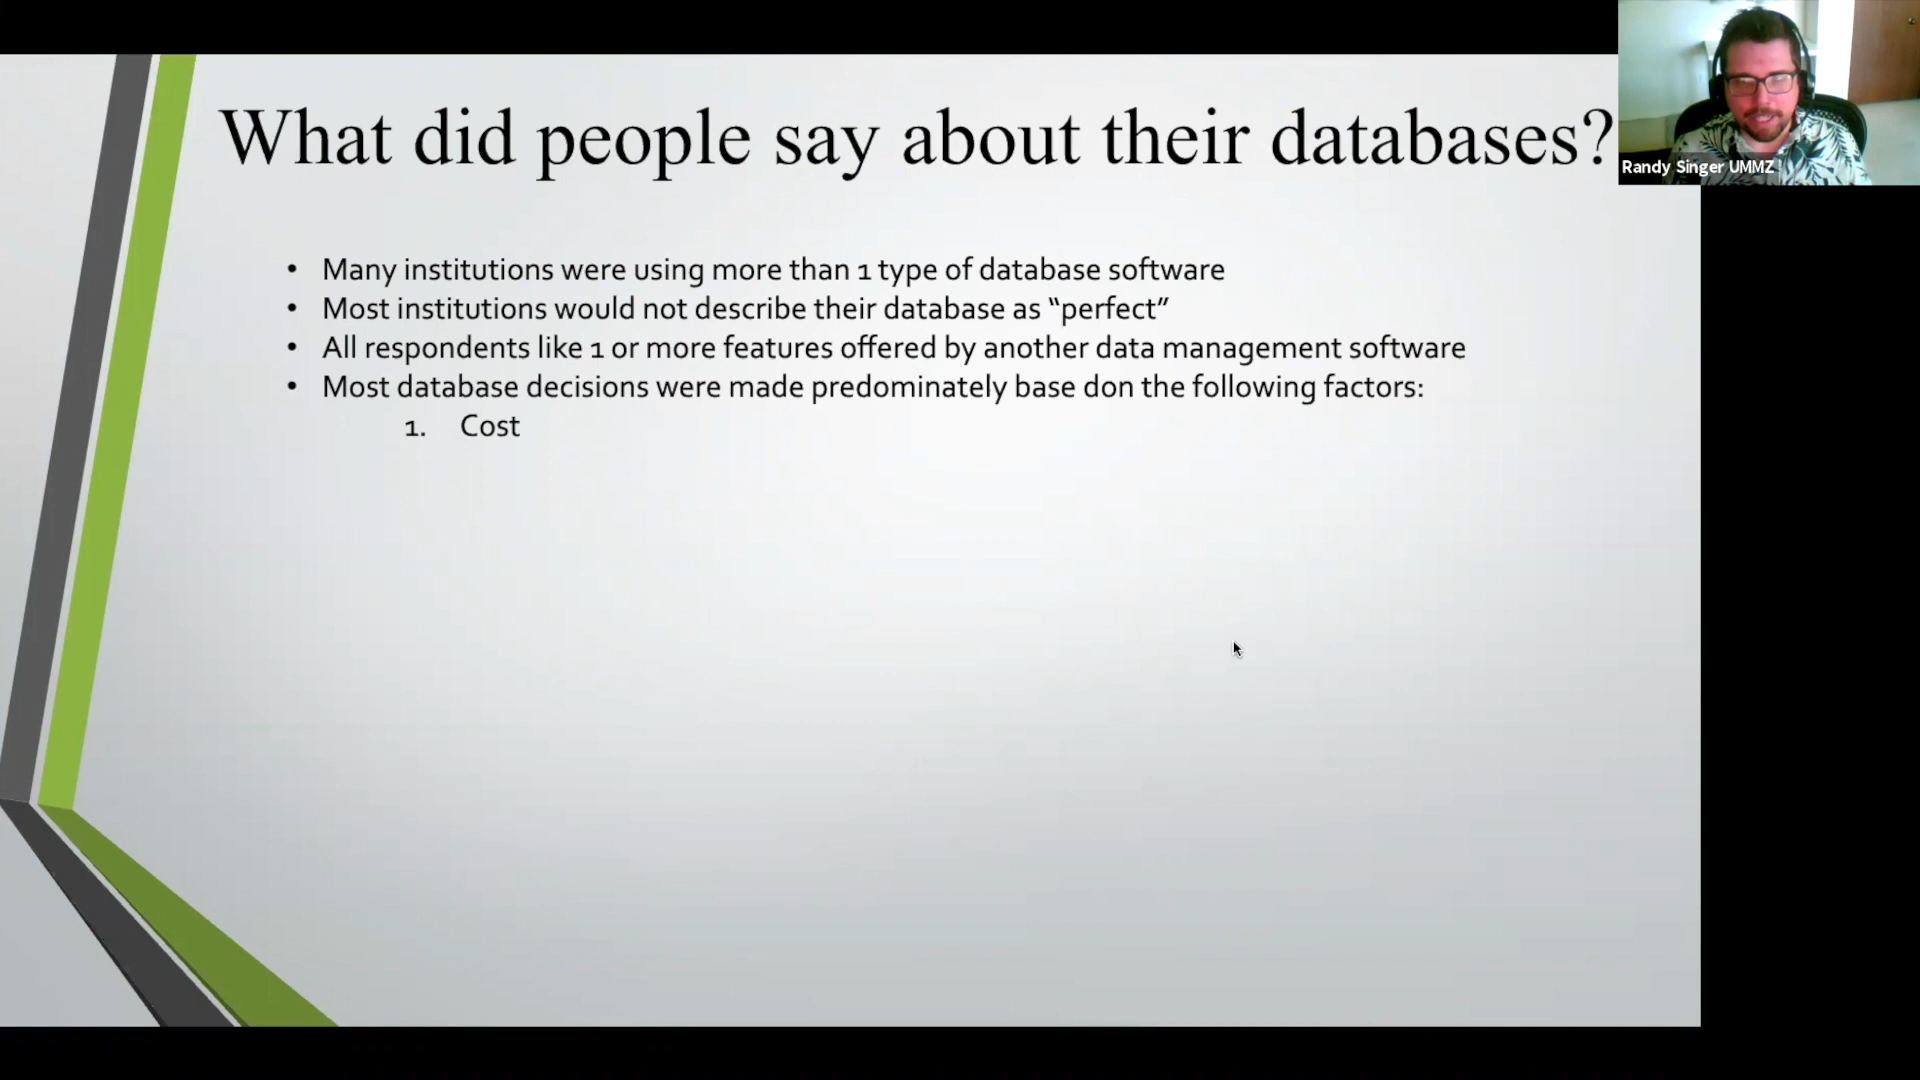 What did people say about their databases?
Randy Singer UMMZ
• Many institutions were using more than 1 type of database software
• Most institutions would not describe their database as “perfect”
• All respondents like 1 or more features offered by another data management software
• Most database decisions were made predominately base don the following factors:
1. Cost